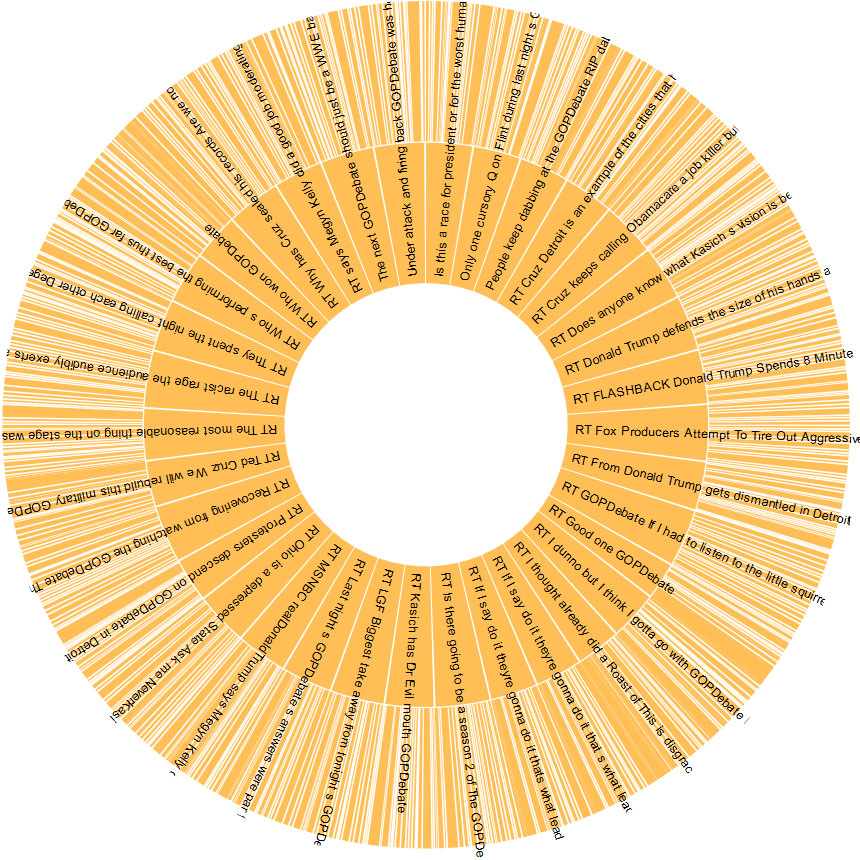 Is this a race for president or for the worst huma
Only one cursory Q on Flint during last night s
People keep dabbing at the GOPDebate RIP dat
RT Cruz Detroit is an example of the cities that
RT Cruz keeps calling Obamacare a job killer bu
RT Does anyone know what Kasich s vision is be
RT Donald Trump defends the size of his hands a
RT FLASHBACK Donald Trump Spends 8 Minute
RT Fox Producers Attempt To Tire Out Aggressive
RT From Donald Trump gets dismantled in Detroit
RT GOPDebate If I had to listen to the little squirre
RT Good one GOPDebate
RT I dunno but I think I gotta go with GOPDebate
RT I thought already did a Roast of This is disgrac
RT If I say do it theyre gonna do it that s what lead
RT If I say do it theyre gonna do it thats what lead
RT Is there going to be a season 2 of The GOPDe
RT Kasich has Dr Evil mouth GOPDebate
RT LGF Biggest take away from tonight s GOPDe
RT Last night s GOPDebate s answers were par
RT MSNBC realDonaldTrump says Megyn Kelly
RT Ohio is a depressed State Ask me NeverKasi
RT Protesters descend on GOPDebate in Detroit
RT Recovering from watching the GOPDebate Th
RT Ted Cruz We will rebuild this military GOPDe
RT The most reasonable thing on the stage was
RT The racist rage the audience audibly exerts
RT They spent the night calling each other Dege
RT Who s performing the best thus far GOPDeb
RT Who won GOPDebate
RT Why has Cruz sealed his records Are we no
RT says Megyn Kelly did a good job moderating
The next GOPDebate should just be a WWE ba
Under attack and firing back GOPDebate was